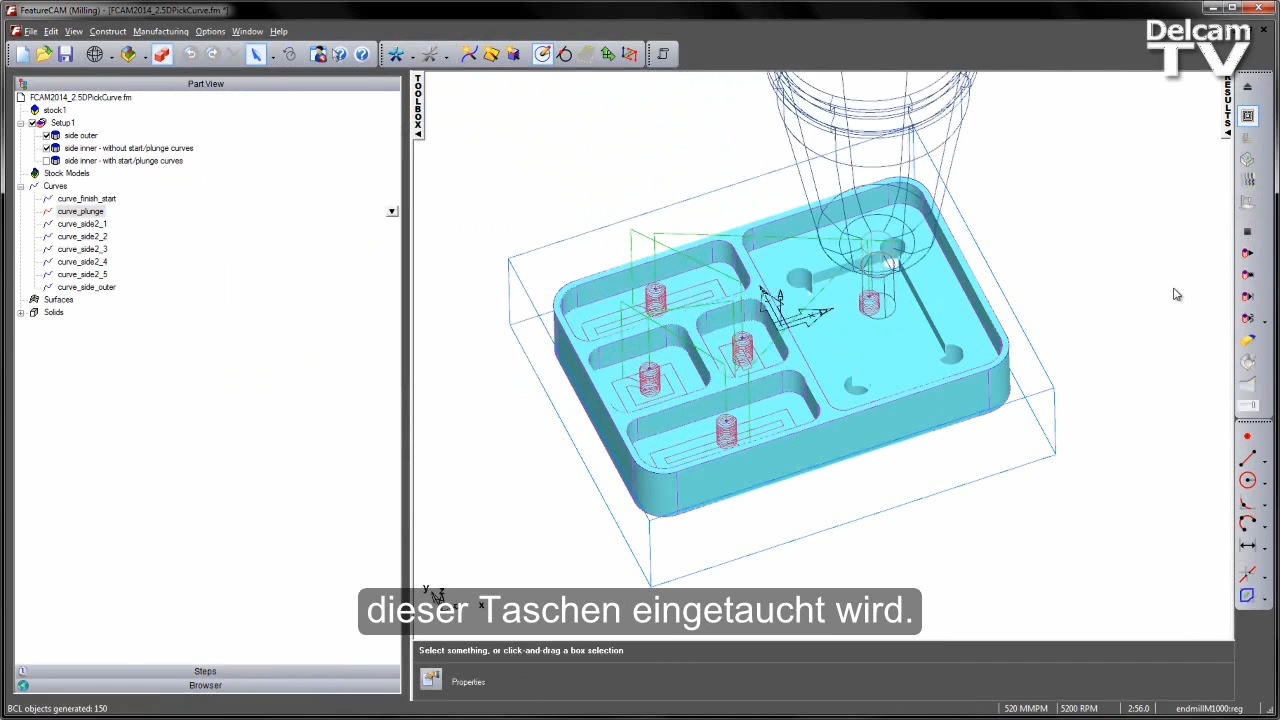 FeatureCAM (Milling) - [FCAM2014_2.5DPickCurve.fm *]
File Edit View Construct Manufacturing Options Window Help
Delcam
TV
Part View
FCAM2014_2.5DPickCurve.fm
stock1
Setup1
side outer
side inner - without start/plunge curves
side inner - with start/plunge curves
Stock Models
Curves
curve_finish_start
curve_plunge
curve_side2_1
curve_side2_2
curve_side2_3
curve_side2_4
curve_side2_5
curve_side_outer
Surfaces
Solids
TOOLBOX
RESULTS
y z
x
dieser Taschen eingetaucht wird.
Select something, or click-and-drag a box selection
Properties
Steps
Browser
BCL objects generated: 150
520 MMPM 5200 RPM 2:56.0 endmillM1000:reg